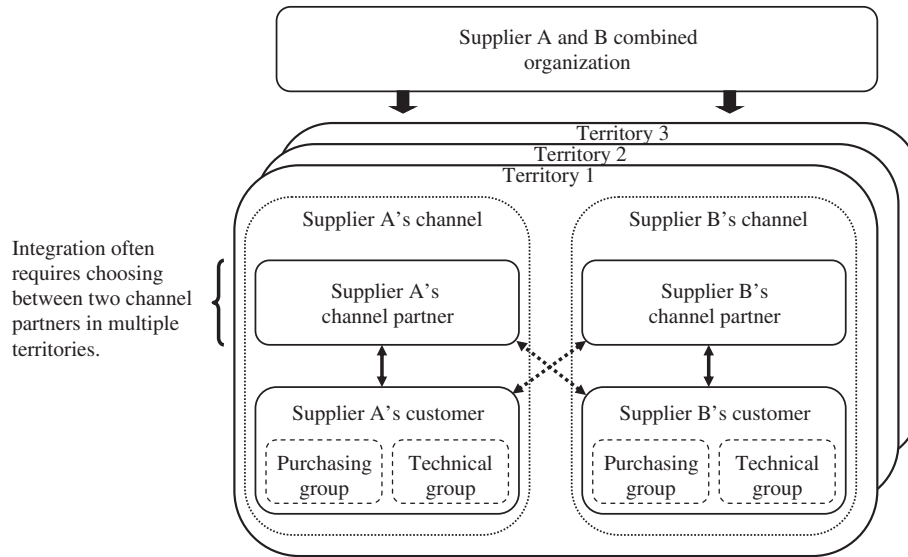 Supplier A and B combined
organization
Territory 3
Territory 2
Territory 1
Supplier A's channel
Supplier B's channel
Integration often
requires choosing
between two channel
partners in multiple
territories.
Supplier A's
channel partner
Supplier B's
channel partner
Supplier A's customer
Supplier B's customer
Purchasing
group
Technical
group
Purchasing
group
Technical
group